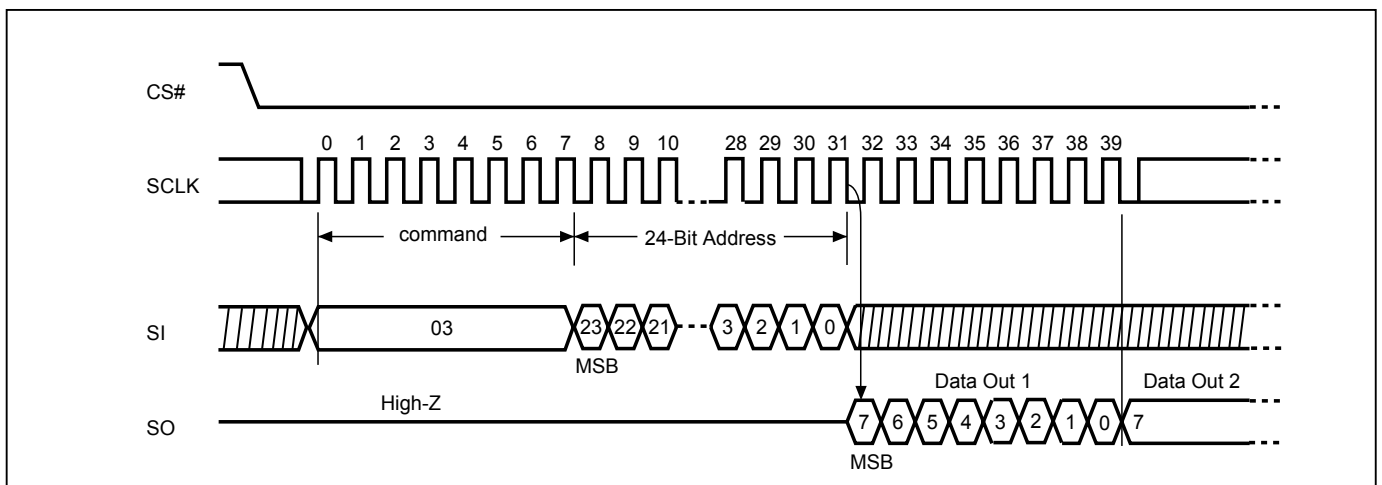 CS#
0 1 2 3 4 5 6 7 8 9 10 28 29 30 31 32 33 34 35 36 37 38 39
SCLK
command
24-Bit Address
SI
03
23 22 21 3 2 1 0
MSB
Data Out 1
Data Out 2
High-Z
SO
7 6 5 4 3 2 1 0 7
MSB